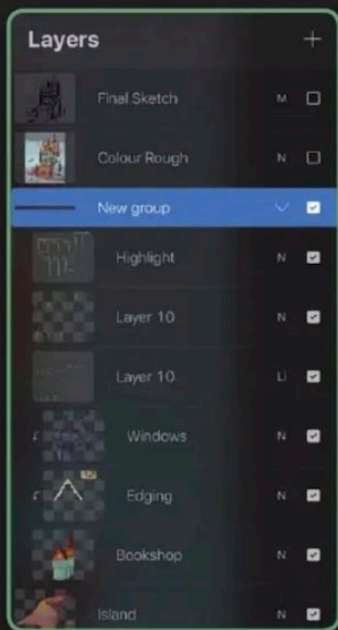 Layers +
Final Sketch M
Colour Rough N
New group
Highlight N
Layer 10 N
Layer 10 Li
Windows N
Edging N
Bookshop N
Island N